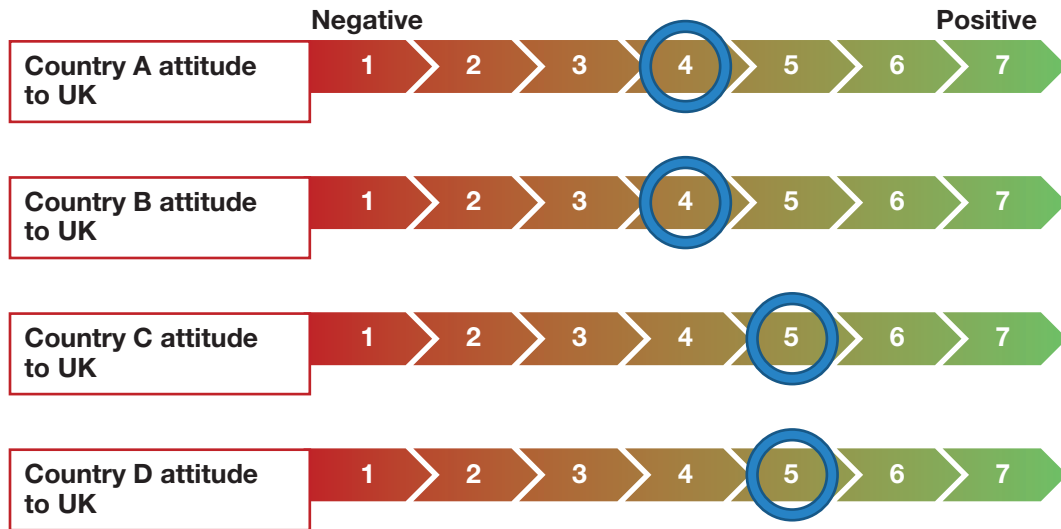 Negative Positive
Country A attitude
to UK
1 2 3 4 5 6 7
Country B attitude
to UK
1 2 3 4 5 6 7
Country C attitude
to UK
1 2 3 4 5 6 7
Country D attitude
to UK
1 2 3 4 5 6 7